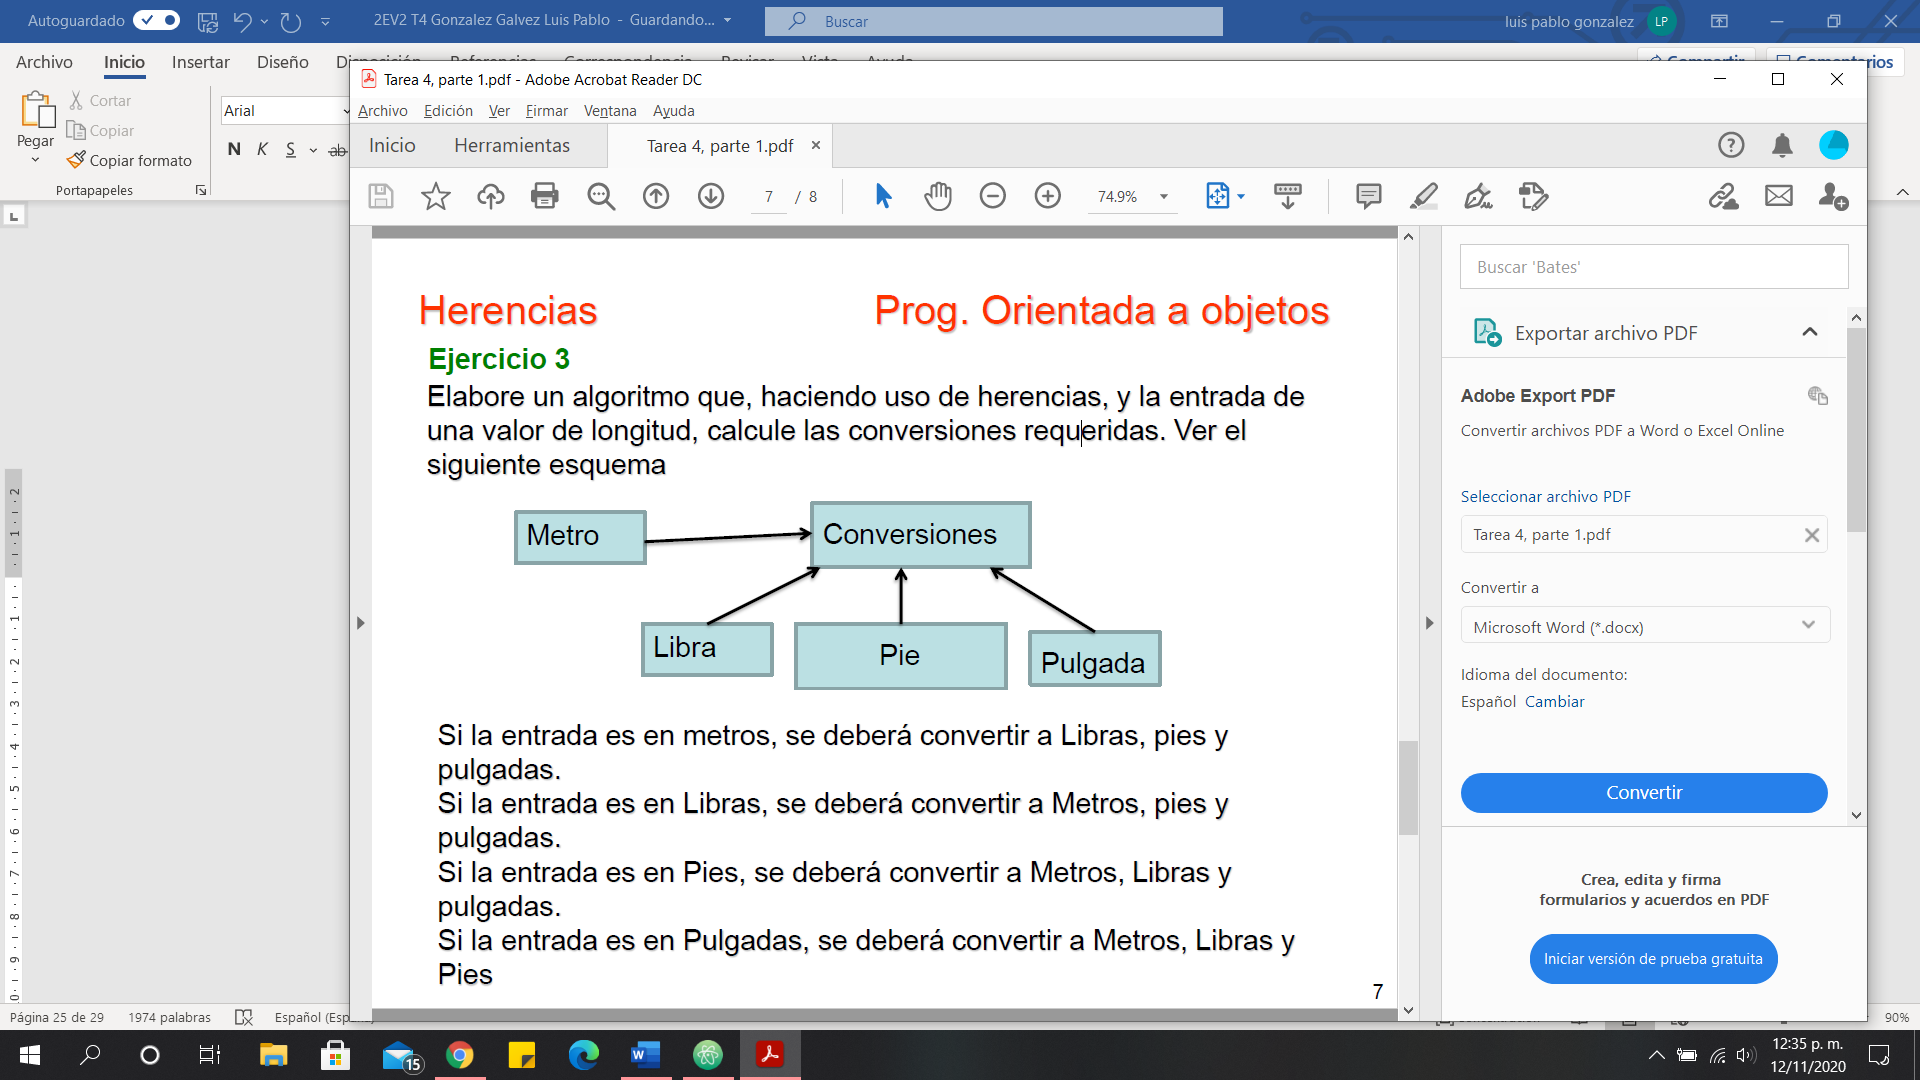 Autoguardado
2EV2 T4 Gonzalez Galvez Luis Pablo - Guardando...
Buscar
luis pablo gonzalez
LP
Archivo
Inicio
Insertar
Diseño
Pegar
Cortar
Copiar
Copiar formato
Portapapeles
Arial
N K S ab
Tarea 4, parte 1.pdf - Adobe Acrobat Reader DC
Archivo Edición Ver Firmar Ventana Ayuda
Inicio
Herramientas
Tarea 4, parte 1.pdf
7 / 8
74.9%
Herencias
Prog. Orientada a objetos
Ejercicio 3
Elabore un algoritmo que, haciendo uso de herencias, y la entrada de
una valor de longitud, calcule las conversiones requeridas. Ver el
siguiente esquema
Metro
Conversiones
Libra
Pie
Pulgada
Si la entrada es en metros, se deberá convertir a Libras, pies y
pulgadas.
Si la entrada es en Libras, se deberá convertir a Metros, pies y
pulgadas.
Si la entrada es en Pies, se deberá convertir a Metros, Libras y
pulgadas.
Si la entrada es en Pulgadas, se deberá convertir a Metros, Libras y
Pies
7
Buscar 'Bates'
Exportar archivo PDF
Adobe Export PDF
Convertir archivos PDF a Word o Excel Online
Seleccionar archivo PDF
Tarea 4, parte 1.pdf
Convertir a
Microsoft Word (*.docx)
Idioma del documento:
Español Cambiar
Convertir
Crea, edita y firma
formularios y acuerdos en PDF
Iniciar versión de prueba gratuita
Página 25 de 29
1974 palabras
Español
90%
15
12:35 p. m.
12/11/2020